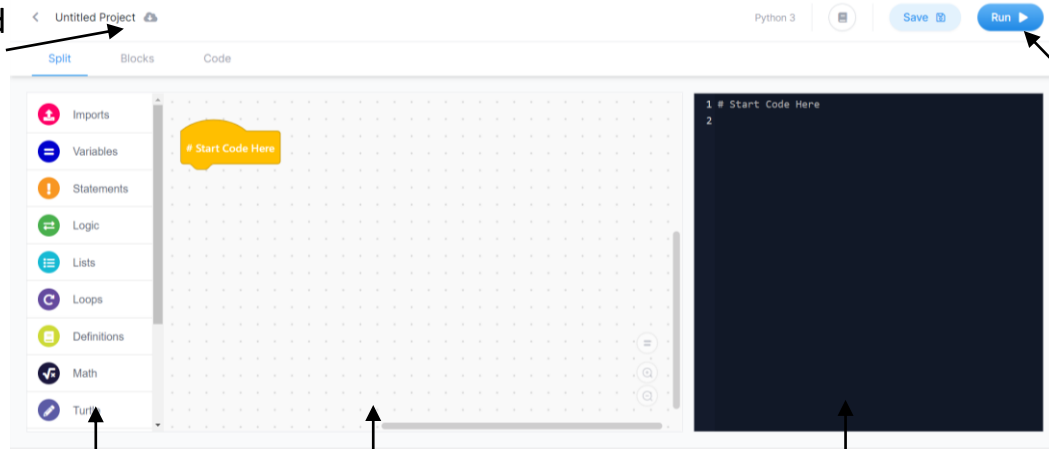 Untitled Project
Python 3
Save
Run
Split Blocks Code
Imports
Variables
Statements
Logic
Lists
Loops
Definitions
Math
# Start Code Here
1 # Start Code Here
2